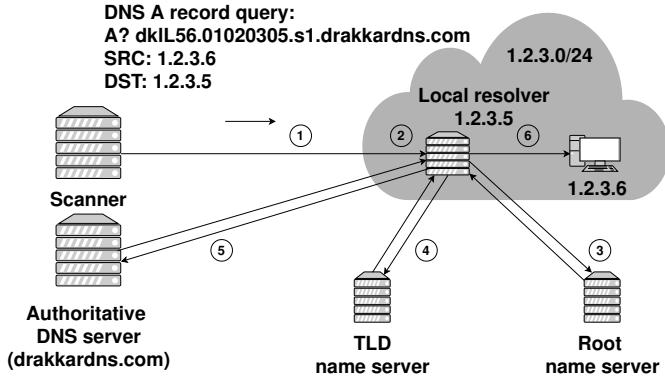 DNS A record query:
A? dkIL56.01020305.s1.drakkardns.com
SRC: 1.2.3.6
DST: 1.2.3.5
1.2.3.0/24
Local resolver
1.2.3.5
1
2
6
Scanner
1.2.3.6
5
4
3
Authoritative
DNS server
(drakkardns.com)
TLD
name server
Root
name server